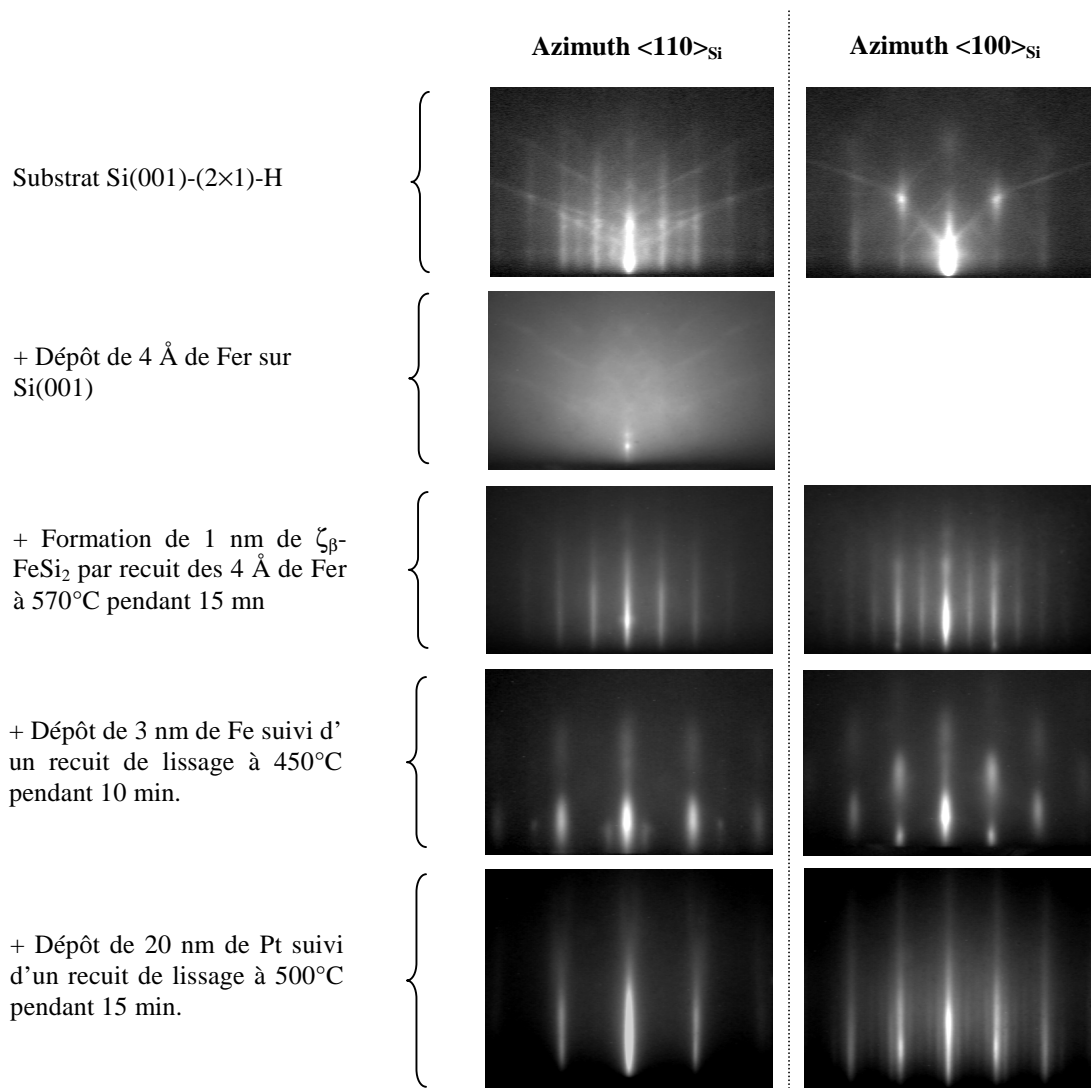 Azimuth <110>Si
Azimuth <100>Si
Substrat Si(001)-(2×1)-H
+ Dépôt de 4 Å de Fer sur
Si(001)
+ Formation de 1 nm de ζβ-
FeSi2 par recuit des 4 Å de Fer
à 570°C pendant 15 mn
+ Dépôt de 3 nm de Fe suivi d’
un recuit de lissage à 450°C
pendant 10 min.
+ Dépôt de 20 nm de Pt suivi
d’un recuit de lissage à 500°C
pendant 15 min.